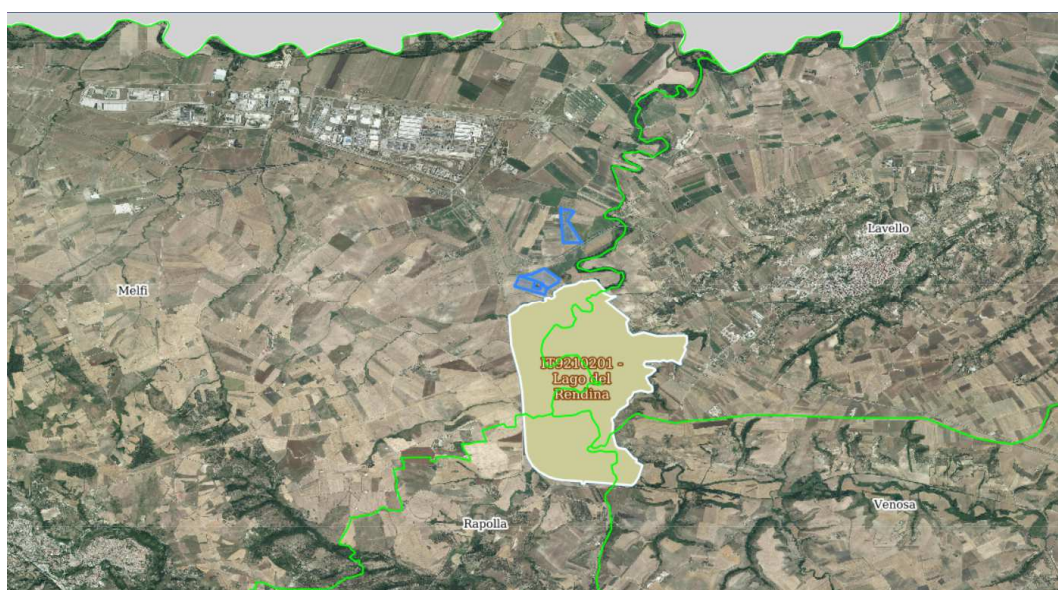 Lavello
Melfi
IT9210201 -
Lago del
Rendina
Venosa
Rapolla